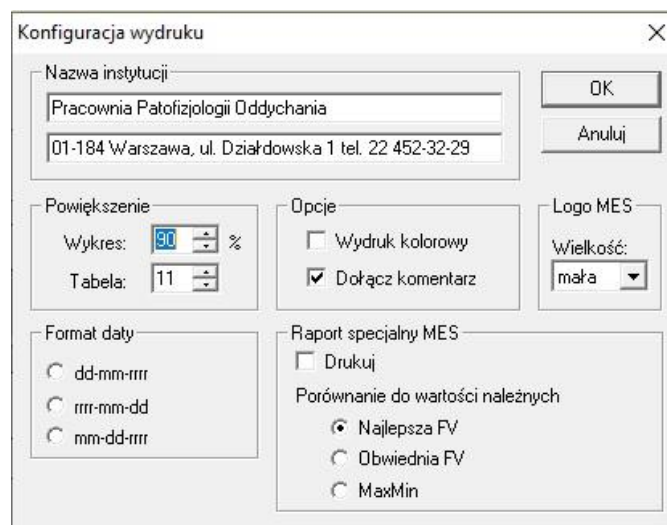 Konfiguracja wydruku
Nazwa instytucji
Pracownia Patofizjologii Oddychania
01-184 Warszawa, ul. Działdowska 1 tel. 22 452-32-29
OK
Anuluj
Powiększenie
Wykres: 90 %
Tabela: 11
Opcje
Wydruk kolorowy
Dołącz komentarz
Logo MES
Wielkość:
mała
Format daty
dd-mm-rrrr
rrrr-mm-dd
mm-dd-rrrr
Raport specjalny MES
Drukuj
Porównanie do wartości należnych
Najlepsza FV
Obwiednia FV
MaxMin